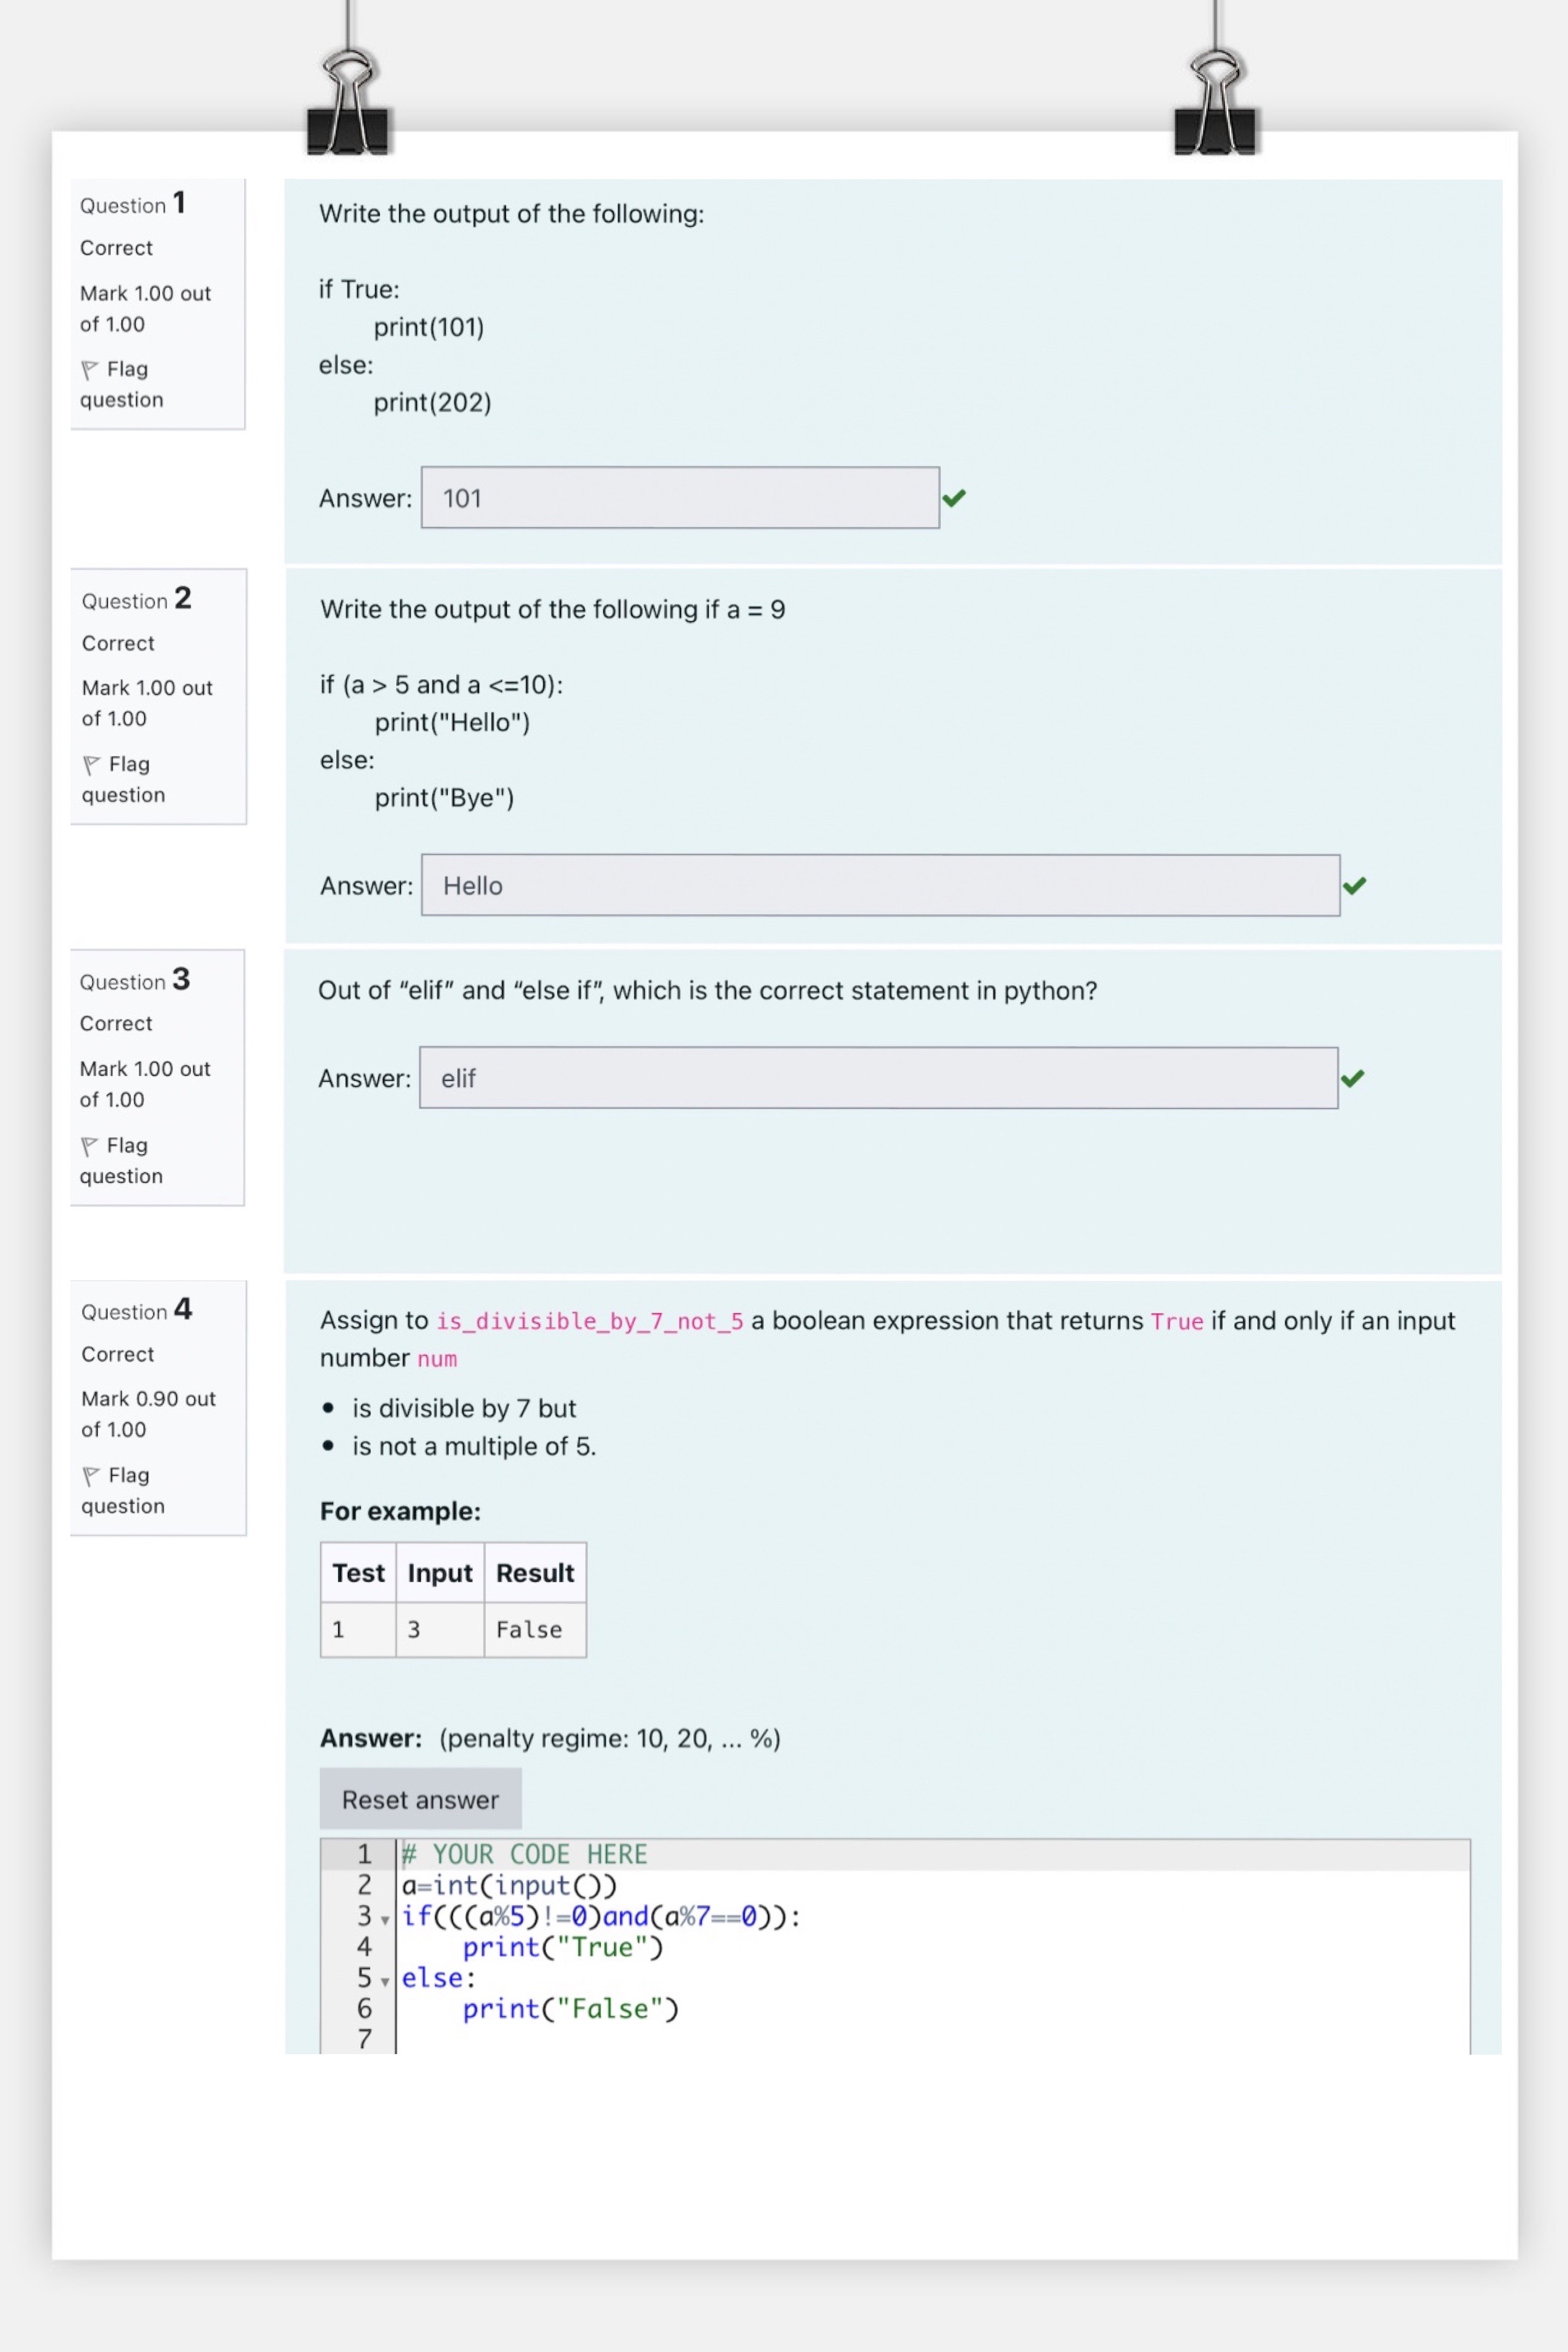 Question 1
Correct
Mark 1.00 out
of 1.00
Flag
question
Write the output of the following:
if True:
print(101)
else:
print(202)
Answer: 101
Question 2
Correct
Mark 1.00 out
of 1.00
Flag
question
Write the output of the following if a = 9
if (a > 5 and a <=10):
print("Hello")
else:
print("Bye")
Answer: Hello
Question 3
Correct
Mark 1.00 out
of 1.00
Flag
question
Out of “elif” and “else if”, which is the correct statement in python?
Answer: elif
Question 4
Correct
Mark 0.90 out
of 1.00
Flag
question
Assign to is_divisible_by_7_not_5 a boolean expression that returns True if and only if an input
number num
• is divisible by 7 but
• is not a multiple of 5.
For example:
Test Input Result
1 3 False
Answer: (penalty regime: 10, 20, ... %)
Reset answer
1 # YOUR CODE HERE
2 a=int(input())
3 if(((a%5)!=0)and(a%7==0)):
4 print("True")
5 else:
6 print("False")
7